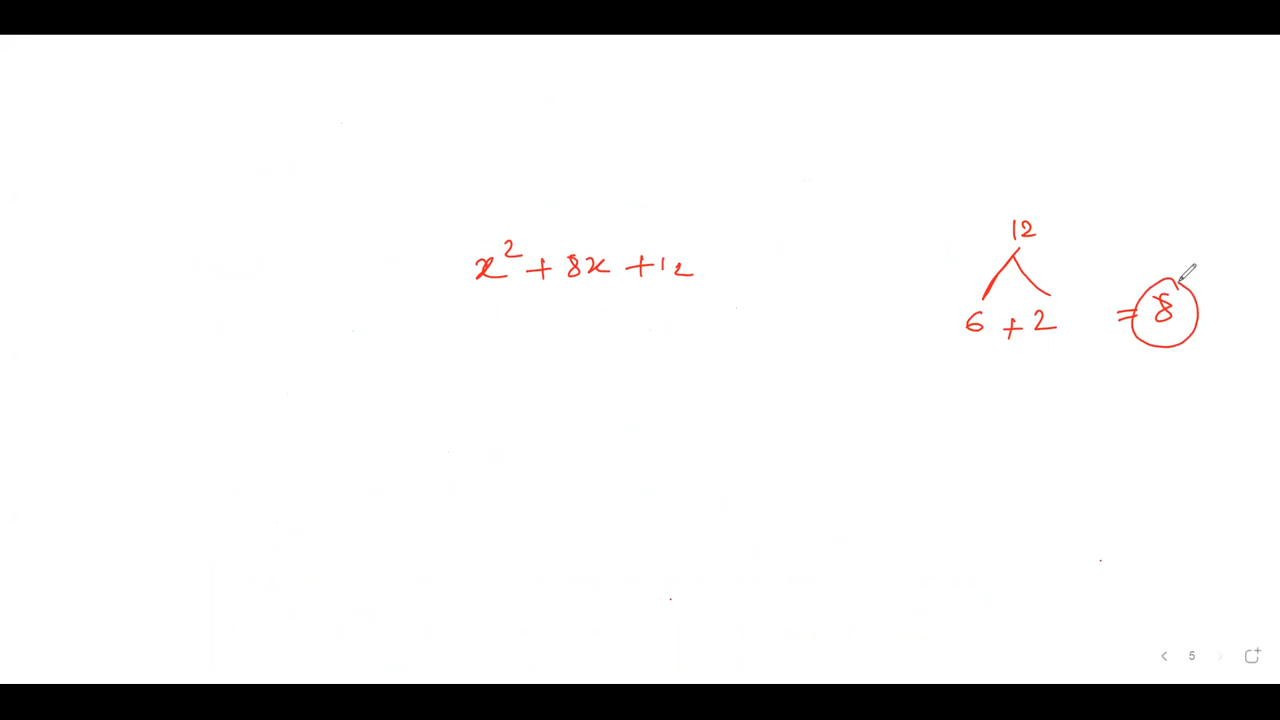 x² + 8x + 12
12
6 + 2 = 8
5